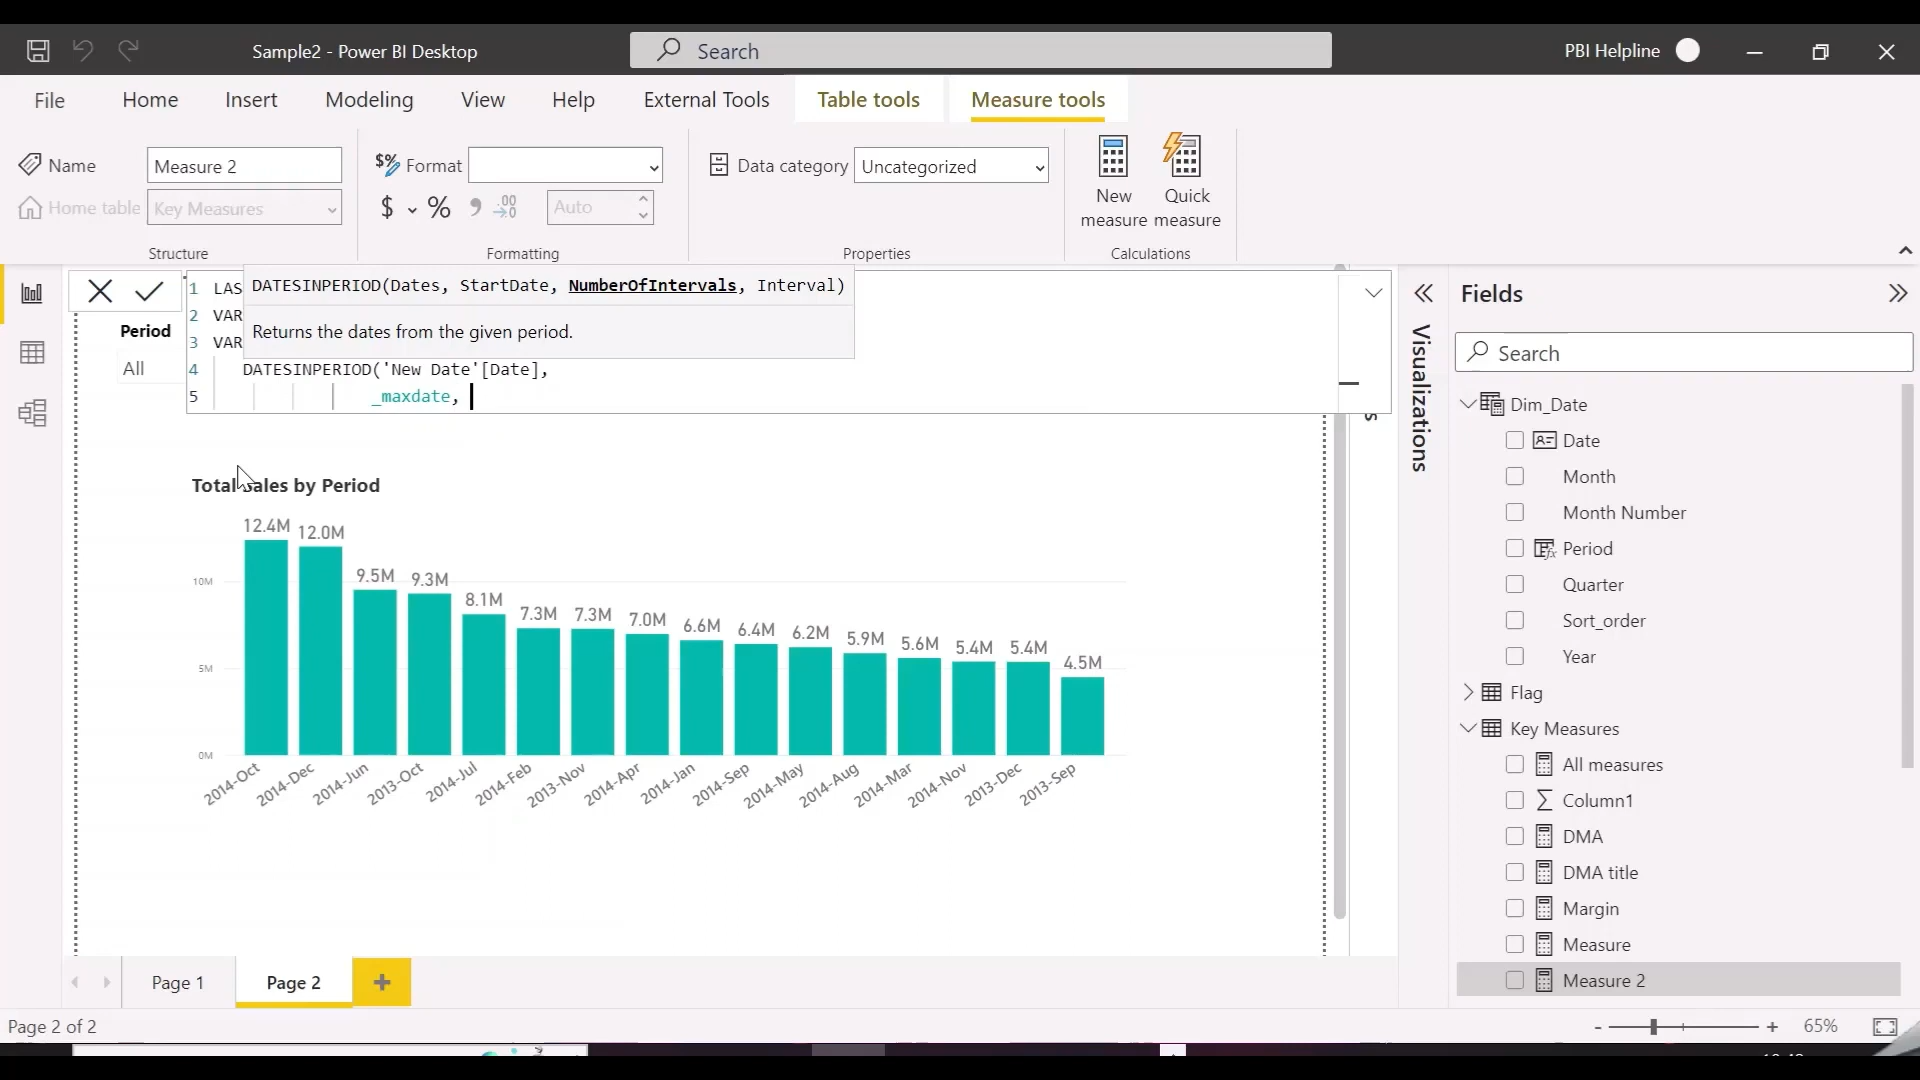 Sample2 - Power BI Desktop
Search
PBI Helpline
File Home Insert Modeling View Help External Tools Table tools Measure tools
Name Measure 2
Home table Key Measures
Structure
$% Format
$ % 9 .00
Auto
Formatting
Data category Uncategorized
Properties
New measure
Quick measure
Calculations
1 LAS
2 VAR
3 VAR
4 DATESINPERIOD('New Date'[Date],
5 _maxdate,
DATESINPERIOD(Dates, StartDate, NumberOfIntervals, Interval)
Returns the dates from the given period.
Period
All
Total Sales by Period
12.4M 12.0M 9.5M 9.3M 8.1M 7.3M 7.3M 7.0M 6.6M 6.4M 6.2M 5.9M 5.6M 5.4M 5.4M 4.5M
10M
5M
0M
2014-Oct 2014-Dec 2014-Jun 2013-Oct 2014-Jul 2014-Feb 2013-Nov 2014-Apr 2014-Jan 2014-Sep 2014-May 2014-Aug 2014-Mar 2014-Nov 2013-Dec 2013-Sep
Visualizations
Fields
Search
Dim_Date
Date
Month
Month Number
Period
Quarter
Sort_order
Year
Flag
Key Measures
All measures
Column1
DMA
DMA title
Margin
Measure
Measure 2
Page 1
Page 2
+
Page 2 of 2
- + 65%